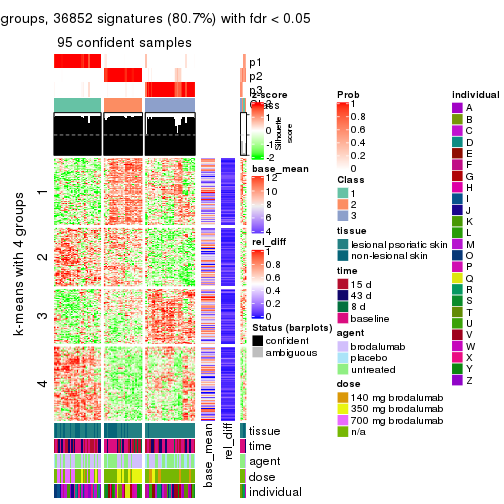 groups, 36852 signatures (80.7%) with fdr < 0.05
95 confident samples
p1
p2
p3
z-score
2
1
0
-1
-2
Silhouette
score
k-means with 4 groups
1
2
3
4
base_mean
12
10
8
6
4
rel_diff
1
0.8
0.6
0.4
0.2
0
Status (barplots)
confident
ambiguous
tissue
time
agent
dose
individual
base_mean
rel_diff
Prob
1
0.8
0.6
0.4
0.2
0
Class
1
2
3
tissue
lesional psoriatic skin
non-lesional skin
time
15 d
43 d
8 d
baseline
agent
brodalumab
placebo
untreated
dose
140 mg brodalumab
350 mg brodalumab
700 mg brodalumab
n/a
individual
A
B
C
D
E
F
G
H
I
J
K
L
M
O
P
Q
R
S
T
U
V
W
X
Y
Z